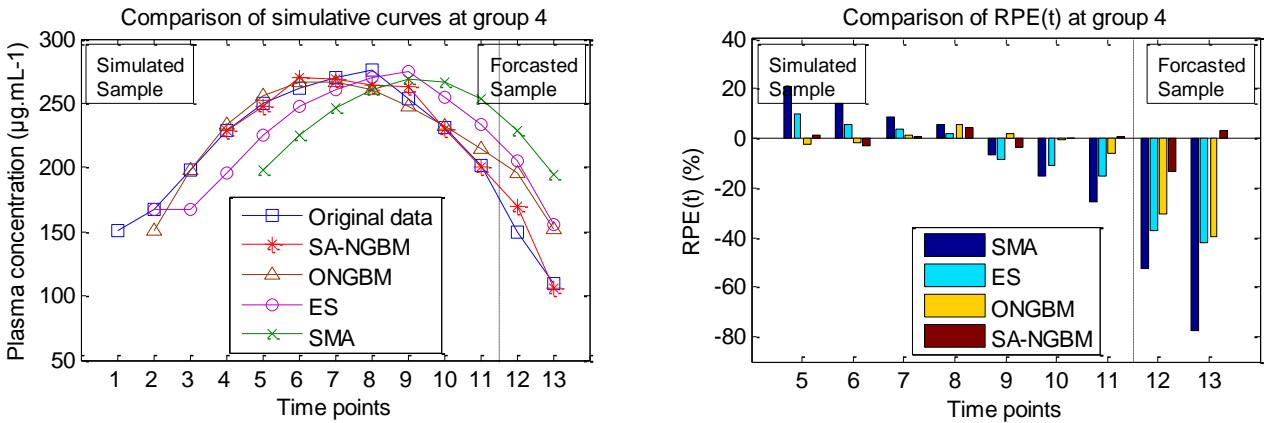 Comparison of simulative curves at group 4
300
250
200
150
100
50
Plasma concentration (µg.mL-1)
Simulated
Sample
Forcasted
Sample
Original data
SA-NGBM
ONGBM
ES
SMA
1 2 3 4 5 6 7 8 9 10 11 12 13
Time points
Comparison of RPE(t) at group 4
40
20
0
-20
-40
-60
-80
RPE(t) (%)
Simulated
Sample
Forcasted
Sample
SMA
ES
ONGBM
SA-NGBM
5 6 7 8 9 10 11 12 13
Time points